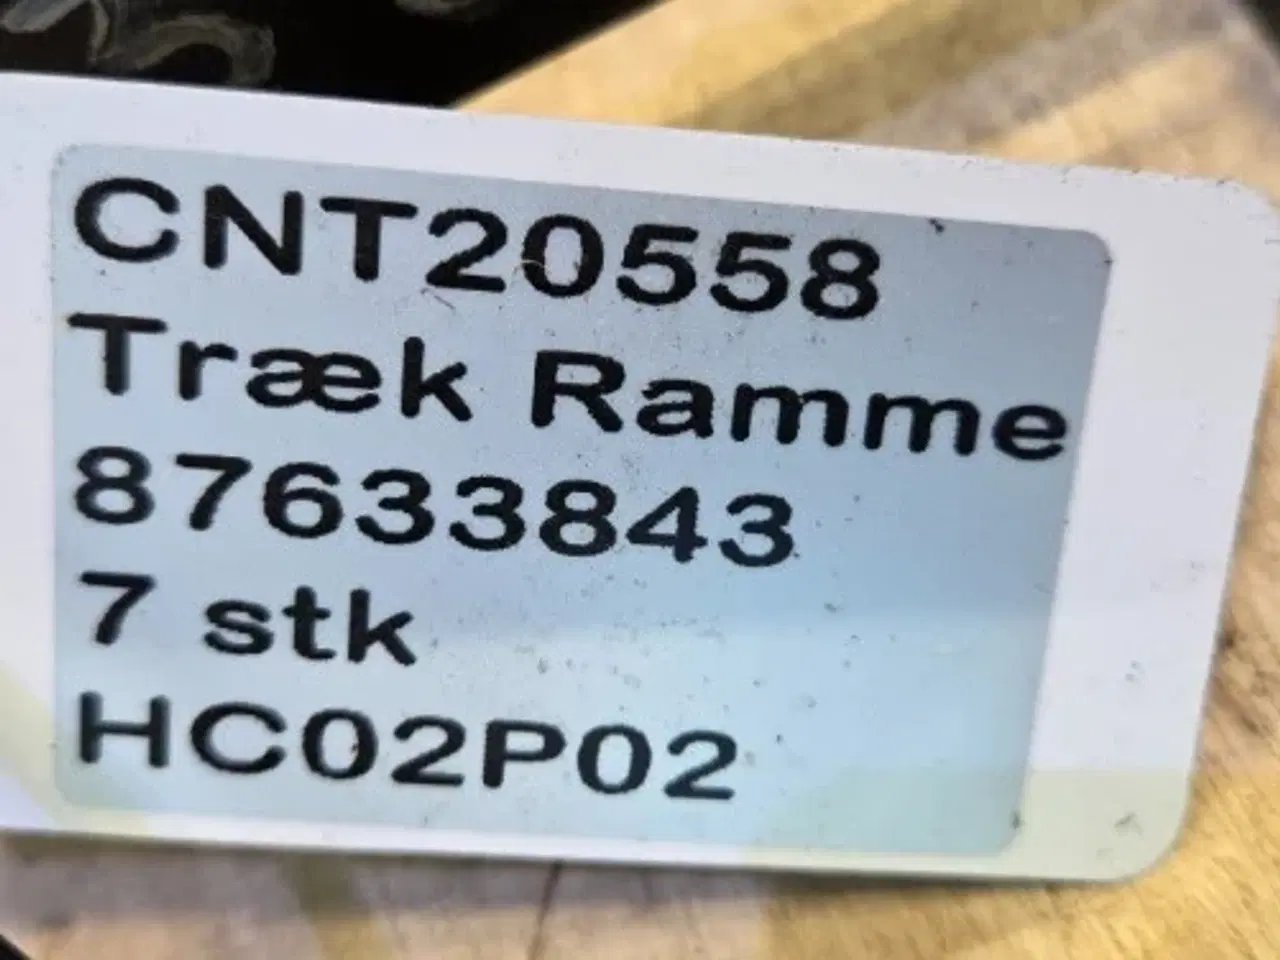 CNT20558
Træk Ramme
87633843
7 stk
HC02P02